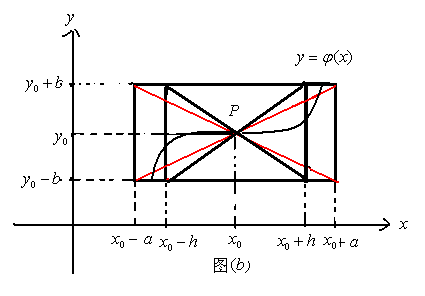 y
y = φ(x)
y₀ + b
P
y₀
y₀ − b
x
x₀ − a
x₀ − h
x₀
x₀ + h
x₀ + a
图(b)